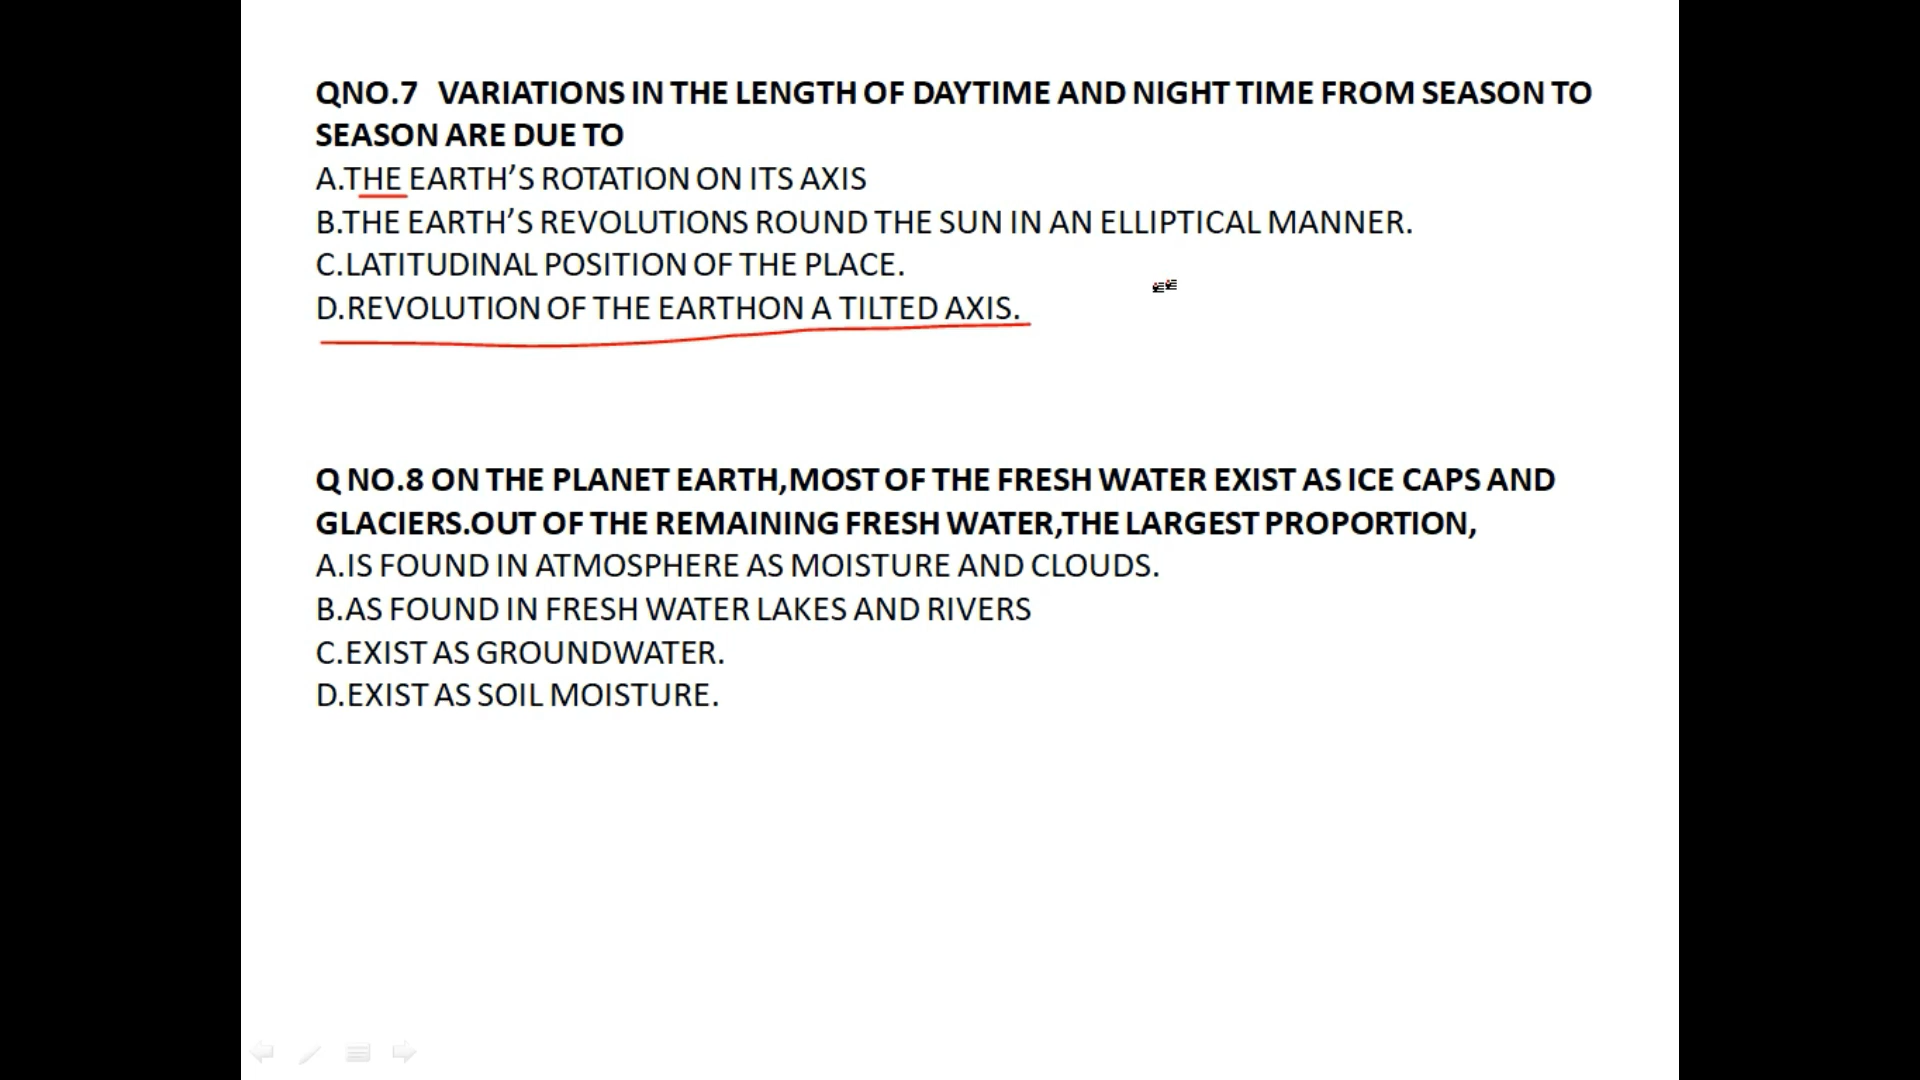 QNO.7 VARIATIONS IN THE LENGTH OF DAYTIME AND NIGHT TIME FROM SEASON TO
SEASON ARE DUE TO
A.THE EARTH’S ROTATION ON ITS AXIS
B.THE EARTH’S REVOLUTIONS ROUND THE SUN IN AN ELLIPTICAL MANNER.
C.LATITUDINAL POSITION OF THE PLACE.
D.REVOLUTION OF THE EARTHON A TILTED AXIS.
Q NO.8 ON THE PLANET EARTH,MOST OF THE FRESH WATER EXIST AS ICE CAPS AND
GLACIERS.OUT OF THE REMAINING FRESH WATER,THE LARGEST PROPORTION,
A.IS FOUND IN ATMOSPHERE AS MOISTURE AND CLOUDS.
B.AS FOUND IN FRESH WATER LAKES AND RIVERS
C.EXIST AS GROUNDWATER.
D.EXIST AS SOIL MOISTURE.